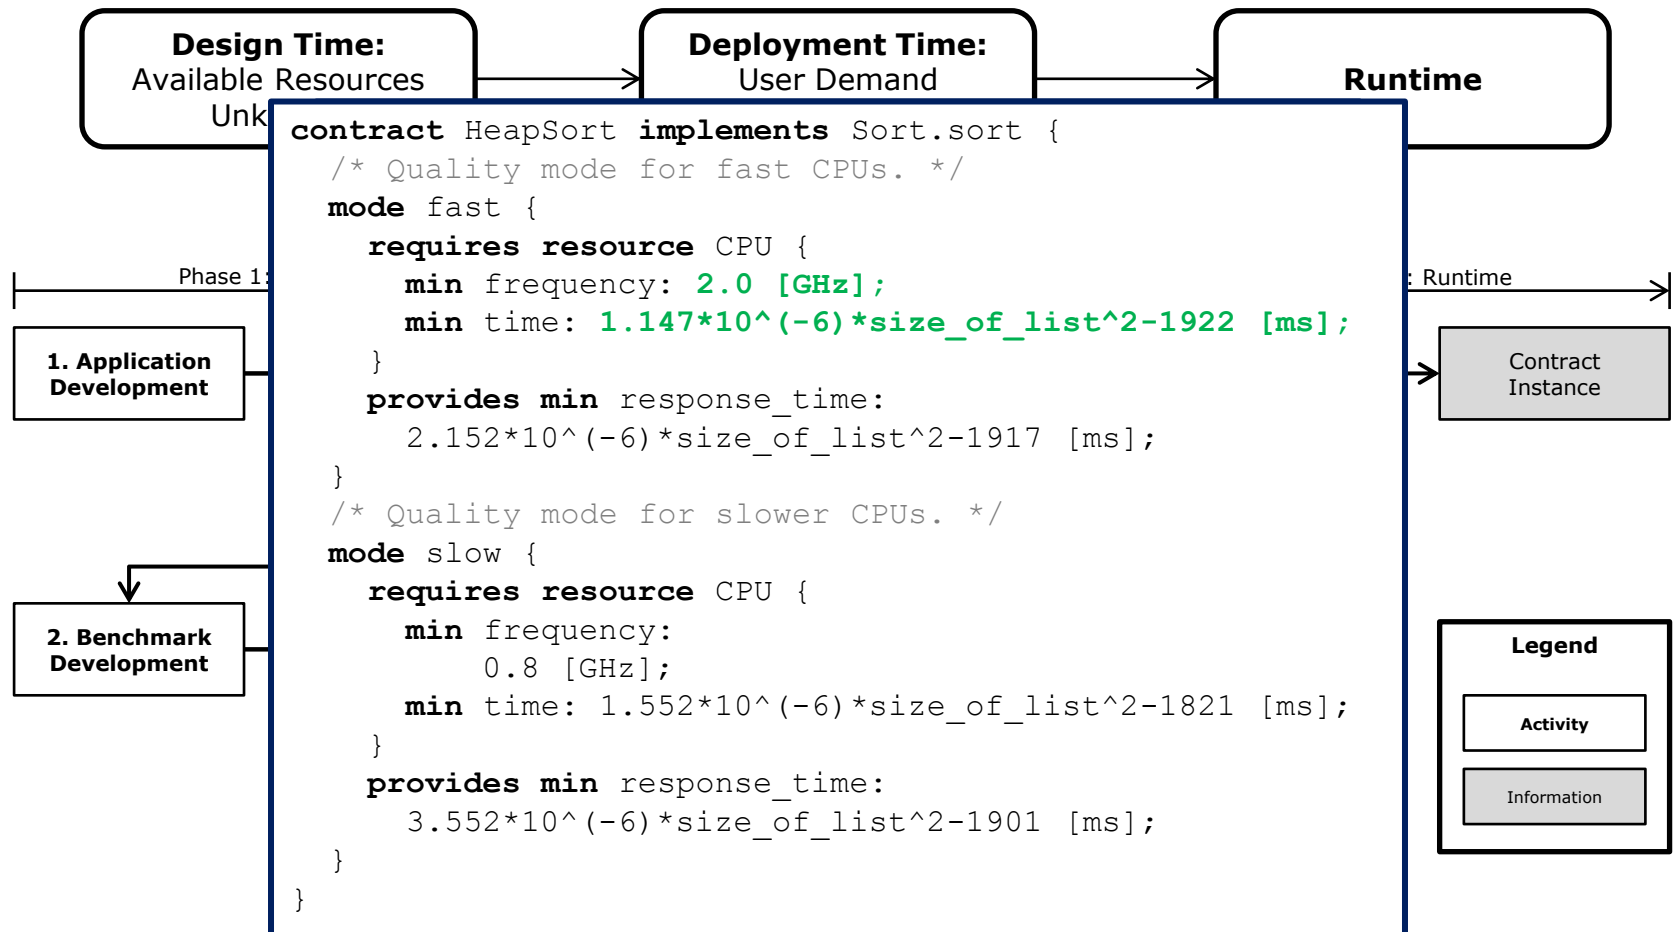 Design Time:
Available Resources
Unk
Deployment Time:
User Demand
Runtime
contract HeapSort implements Sort.sort {
/* Quality mode for fast CPUs. */
mode fast {
requires resource CPU {
min frequency: 2.0 [GHz];
min time: 1.147*10^(-6)*size_of_list^2-1922 [ms];
}
provides min response_time:
2.152*10^(-6)*size_of_list^2-1917 [ms];
}
/* Quality mode for slower CPUs. */
mode slow {
requires resource CPU {
min frequency:
0.8 [GHz];
min time: 1.552*10^(-6)*size_of_list^2-1821 [ms];
}
provides min response_time:
3.552*10^(-6)*size_of_list^2-1901 [ms];
}
}
Phase 1:
: Runtime
1. Application
Development
Contract
Instance
2. Benchmark
Development
Legend
Activity
Information